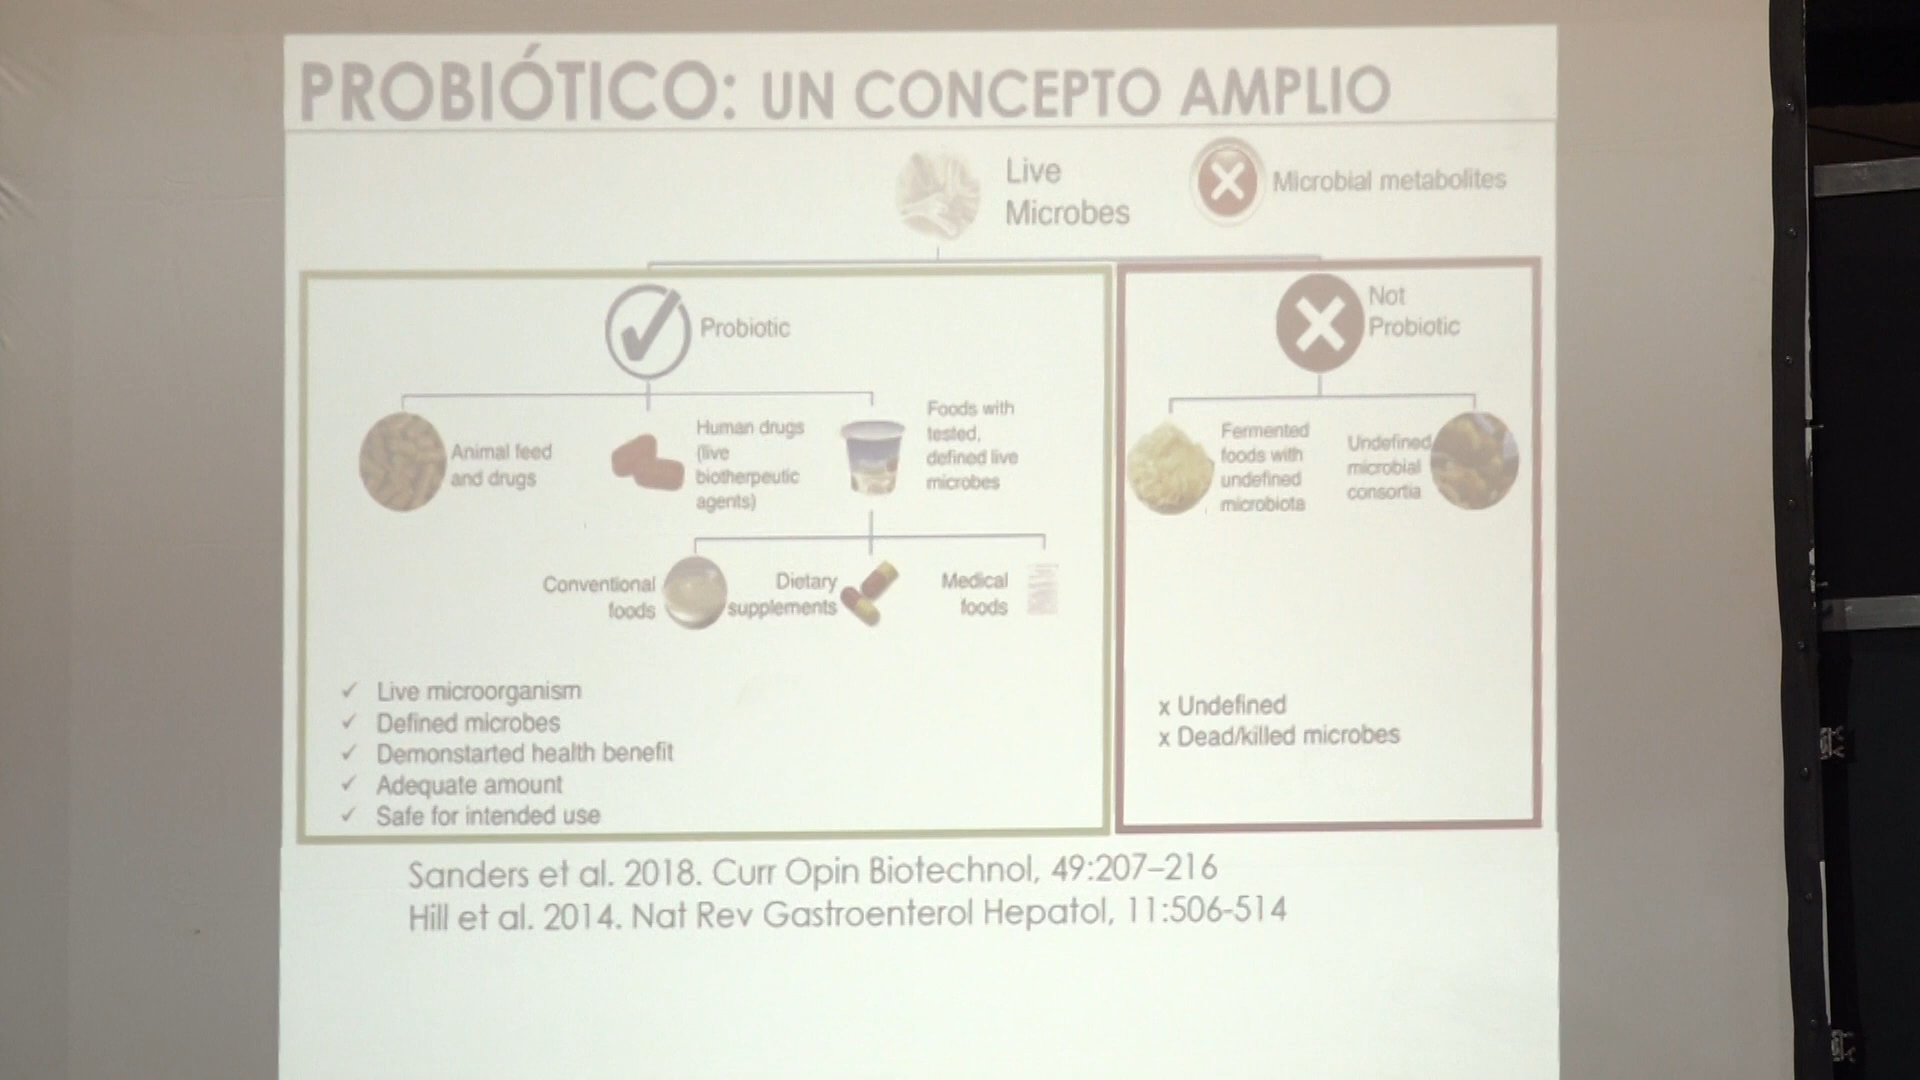 PROBIÓTICO: UN CONCEPTO AMPLIO
Live
Microbes
Microbial metabolites
Probiotic
Not
Probiotic
Animal feed
and drugs
Human drugs
(live
biotherpeutic
agents)
Foods with
tested,
defined live
microbes
Fermented
foods with
undefined
microbiota
Undefined
microbial
consortia
Conventional
foods
Dietary
supplements
Medical
foods
✓ Live microorganism
✓ Defined microbes
✓ Demonstarted health benefit
✓ Adequate amount
✓ Safe for intended use
x Undefined
x Dead/killed microbes
Sanders et al. 2018. Curr Opin Biotechnol, 49:207–216
Hill et al. 2014. Nat Rev Gastroenterol Hepatol, 11:506-514